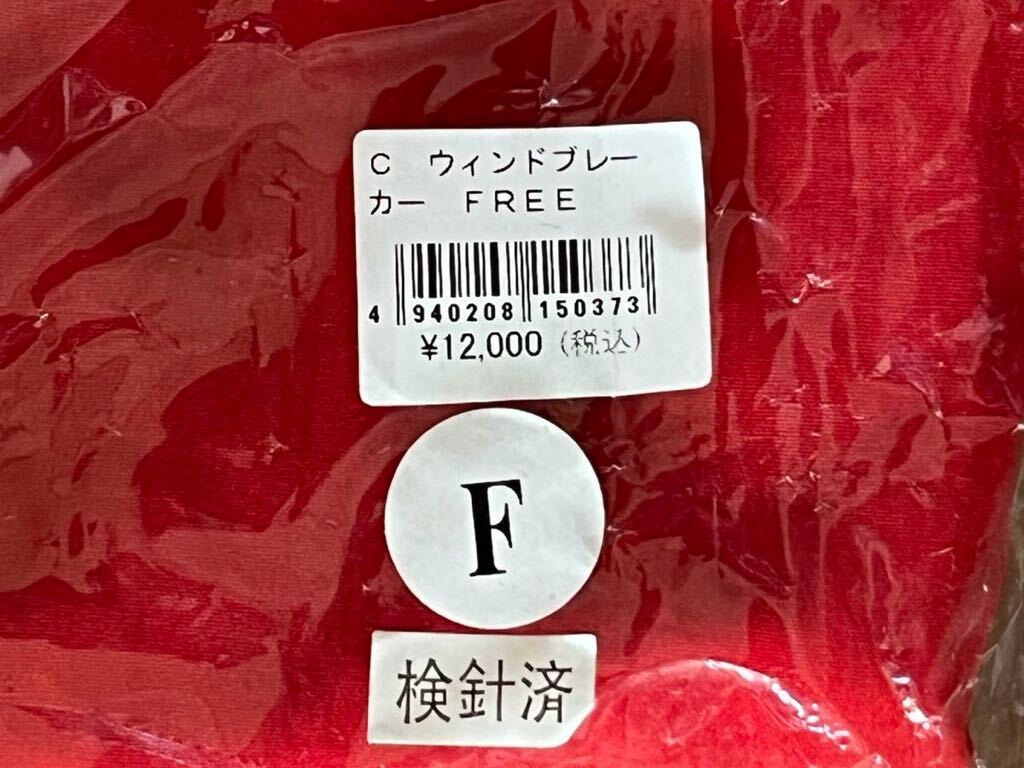 C ウィンドブレー
カー FREE
4 940208 150373
¥12,000 (税込)
F
検針済